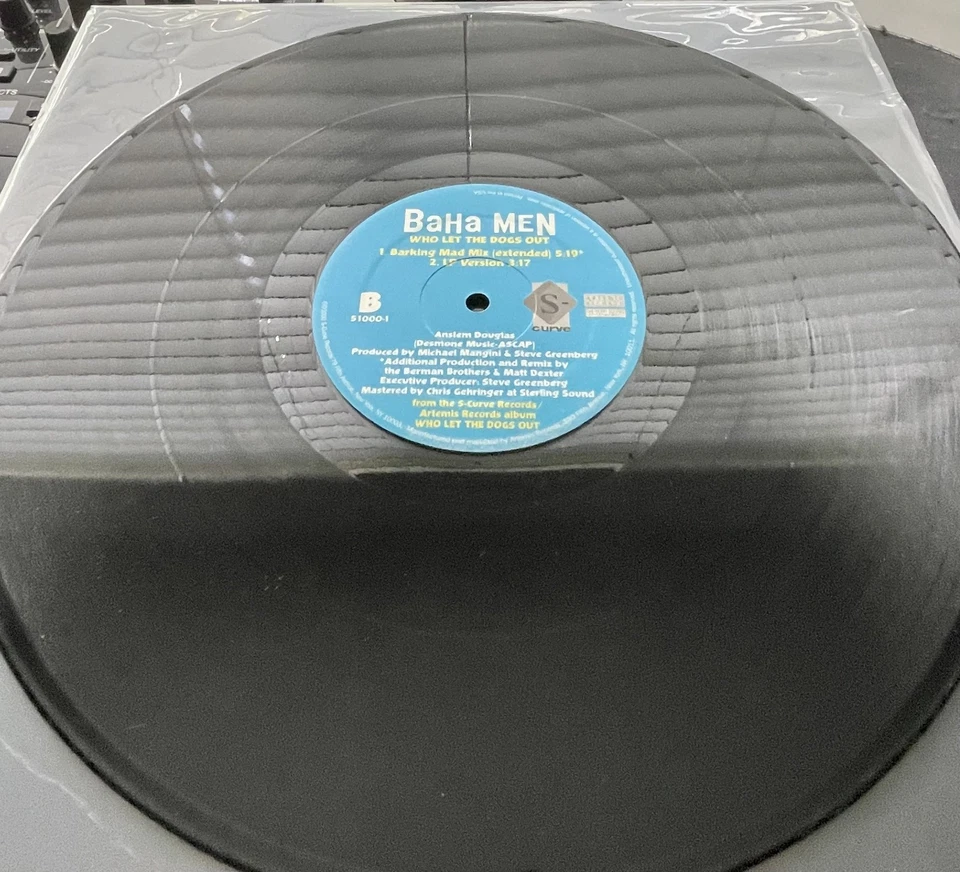 BaHa MEN
WHO LET THE DOGS OUT
1. Barking Mad Mix (extended) 5:19*
2. LP Version 3:17
B
51000-1
S-
curve
Anslem Douglas
(Desmone Music-ASCAP)
Produced by Michael Mangini & Steve Greenberg
*Additional Production and Remix by
the Berman Brothers & Matt Dexter
Executive Producer: Steve Greenberg
Mastered by Chris Gehringer at Sterling Sound
from the S-Curve Records/
Artemis Records album
WHO LET THE DOGS OUT